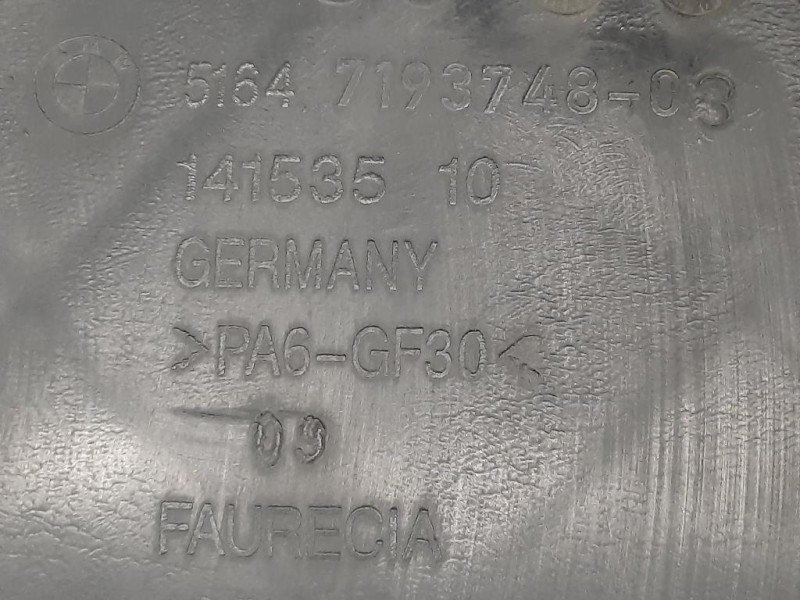 5164 7193748-03
141535 10
GERMANY
>PA6-GF30<
09
FAURECIA